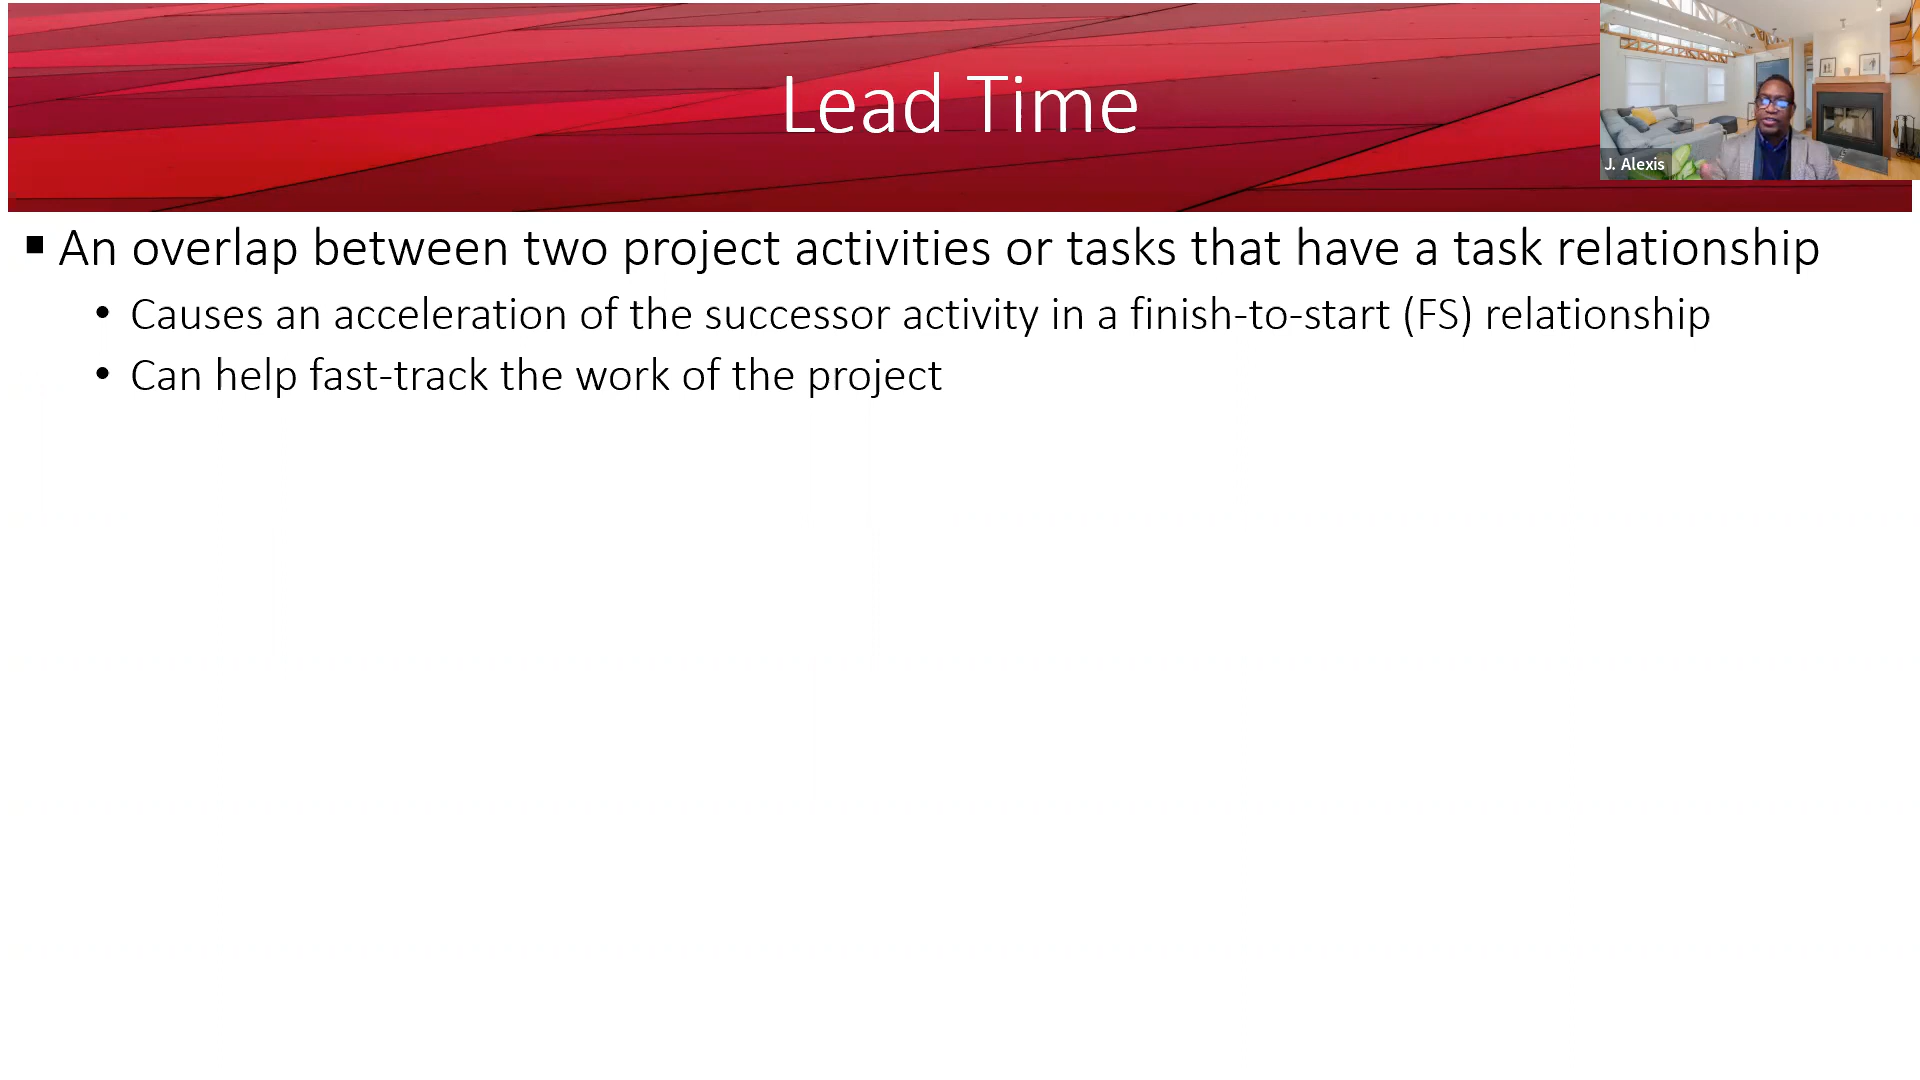 Lead Time
J. Alexis
▪ An overlap between two project activities or tasks that have a task relationship
• Causes an acceleration of the successor activity in a finish-to-start (FS) relationship
• Can help fast-track the work of the project